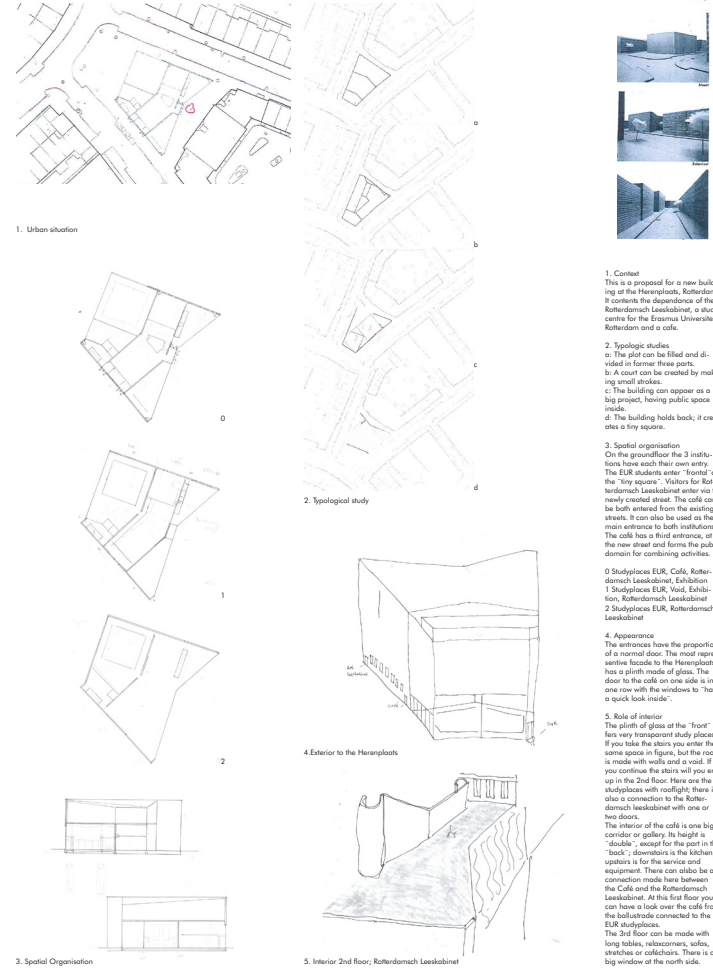 1. Urban situation
a
b
c
d
2. Typological study
0
1
2
3. Spatial Organisation
CAFÉ
4.Exterior to the Herenplaats
5. Interior 2nd floor; Rotterdamsch Leeskabinet
1. Context
This is a proposal for a new build-
ing at the Herenplaats, Rotterdam
It contents the dependance of the
Rotterdamsch Leeskabinet, a
centre for the Erasmus
Rotterdam and a cafe.
2. Typologic studies
a: The plot can be filled and di-
vided in former three parts.
b: A court can be created by mak-
ing small strokes.
c: The building can appaer as a
big project, having public space
inside.
d: The building holds back; it cre-
ates a tiny square.
3. Spatial organisation
On the groundfloor the 3 institu-
tions have each their own entry.
The EUR students enter ¨frontal¨
the ¨tiny square¨. Visitors for
terdamsch Leeskabinet enter via
newly created street. The café can
be both entered from the existing
streets. It can also be used as the
main entrance to both institutions
The café has a third entrance, at
the new street and forms the
domain for combining activities.
0 Studyplaces EUR, Café, Rotter-
damsch Leeskabinet, Exhibition
1 Studyplaces EUR, Void, Exhibi-
tion, Rotterdamsch Leeskabinet
2 Studyplaces EUR, Rotterdamsch
Leeskabinet
4. Appearance
The entrances have the
of a normal door. The most
sentive facade to the Herenplaats
has a plinth made of glass. The
door to the café on one side is in
one row with the windows to
a quick look inside¨.
5. Role of interior
The plinth of glass at the ¨front¨
fers very transparant study places
If you take the stairs you enter the
same space in figure, but the
is made with walls and a void. If
you continue the stairs will you
up in the 2nd floor. Here are the
studyplaces with rooflight; there
also a connection to the Rotter-
damsch leeskabinet with one or
two doors.
The interior of the café is one big
corridor or gallery. Its height is
¨double¨, except for the part in
¨back¨; downstairs is the kitchen
upstairs is for the service and
equipment. There can alsbo be a
connection made here between
the Café and the Rotterdamsch
Leeskabinet. At this first floor you
can have a look over the café
the ballustrade connected to the
EUR studyplaces.
The 3rd floor can be made with
long tables, relaxcorners, sofas,
stretches or caféchairs. There is
big window at the north side.